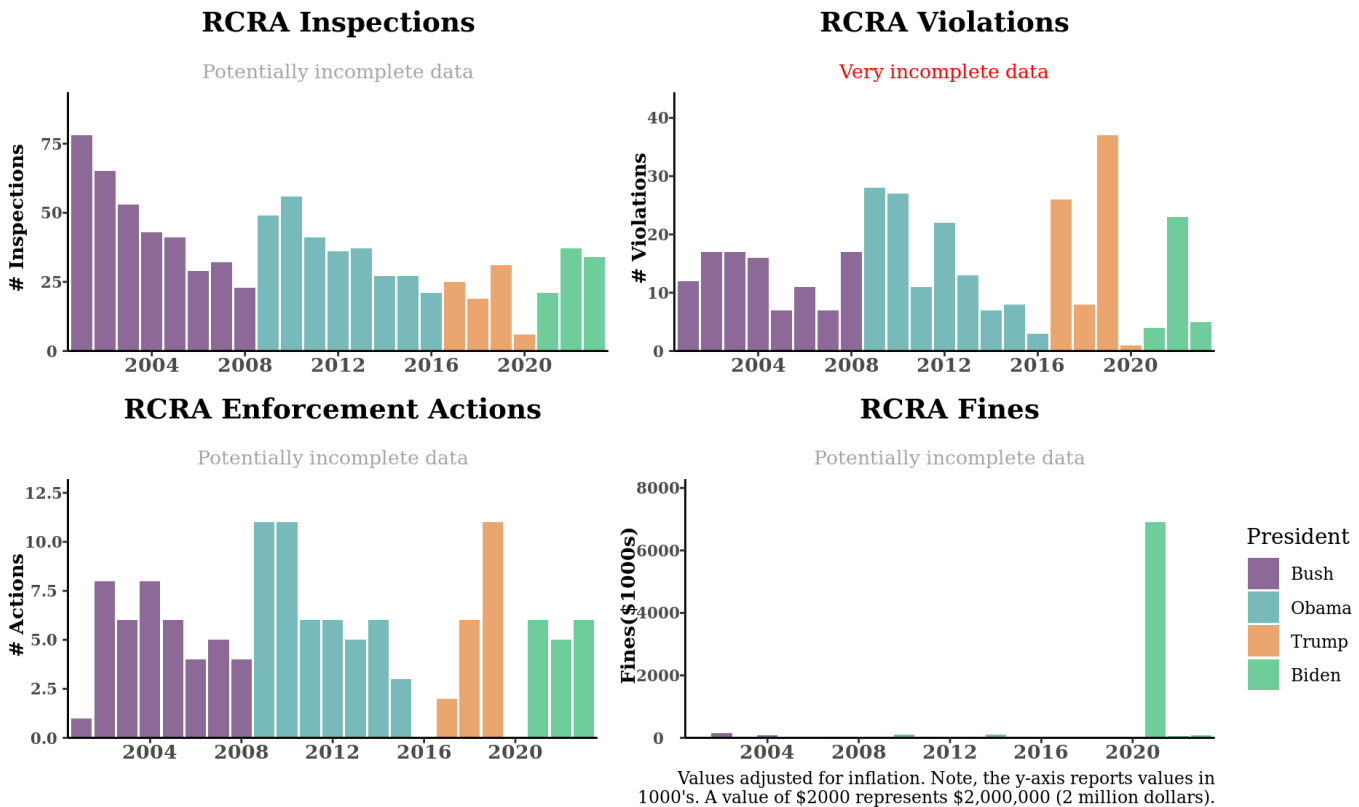 RCRA Inspections
Potentially incomplete data
# Inspections
75
50
25
0
2004
2008
2012
2016
2020
RCRA Violations
Very incomplete data
# Violations
40
30
20
10
0
2004
2008
2012
2016
2020
RCRA Enforcement Actions
Potentially incomplete data
# Actions
12.5
10.0
7.5
5.0
2.5
0.0
2004
2008
2012
2016
2020
RCRA Fines
Potentially incomplete data
Fines($1000s)
8000
6000
4000
2000
0
2004
2008
2012
2016
2020
President
Bush
Obama
Trump
Biden
Values adjusted for inflation. Note, the y-axis reports values in
1000's. A value of $2000 represents $2,000,000 (2 million dollars).